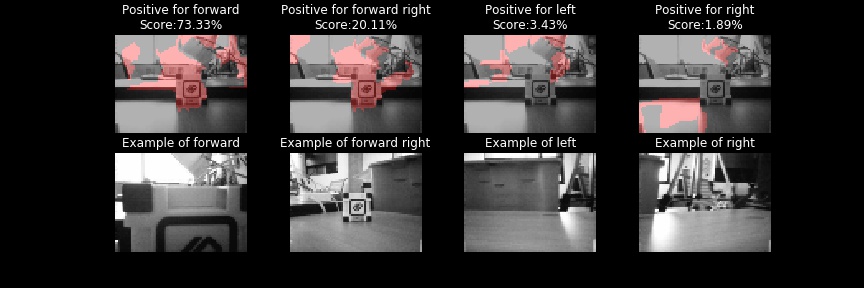 Positive for forward
Score:73.33%
Positive for forward right
Score:20.11%
Positive for left
Score:3.43%
Positive for right
Score:1.89%
Example of forward
Example of forward right
Example of left
Example of right